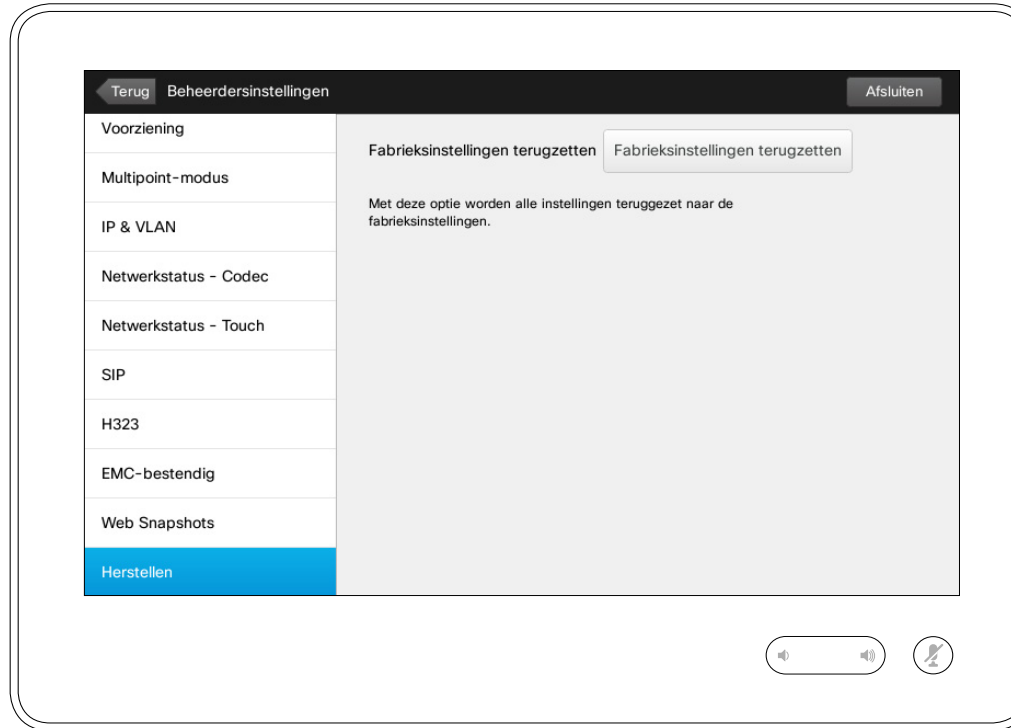 Terug Beheerdersinstellingen Afsluiten
Voorziening
Multipoint-modus
IP & VLAN
Netwerkstatus - Codec
Netwerkstatus - Touch
SIP
H323
EMC-bestendig
Web Snapshots
Herstellen
Fabrieksinstellingen terugzetten Fabrieksinstellingen terugzetten
Met deze optie worden alle instellingen teruggezet naar de
fabrieksinstellingen.